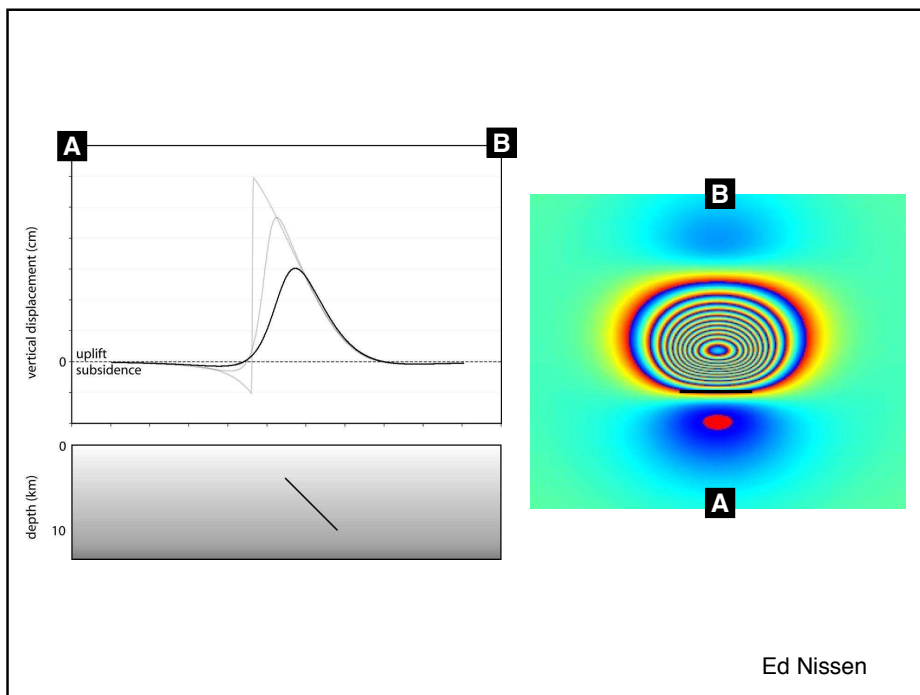 A
B
vertical displacement (cm)
0
uplift
subsidence
0
depth (km)
10
B
A
Ed Nissen